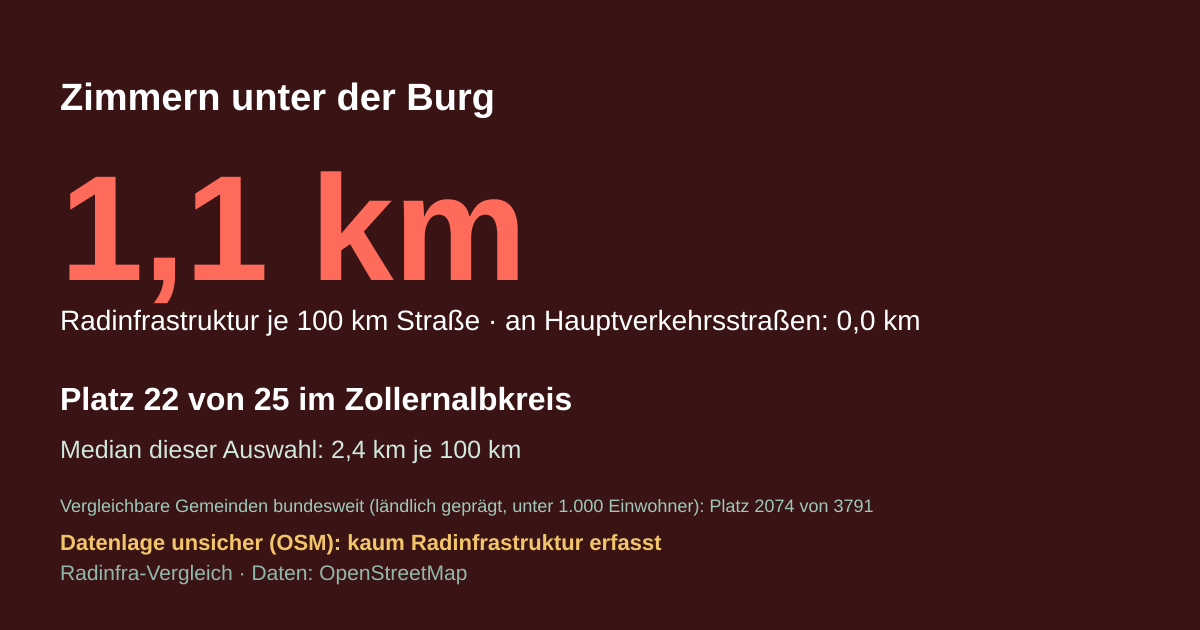 Zimmern unter der Burg
1,1 km
Radinfrastruktur je 100 km Straße · an Hauptverkehrsstraßen: 0,0 km
Platz 22 von 25 im Zollernalbkreis
Median dieser Auswahl: 2,4 km je 100 km
Vergleichbare Gemeinden bundesweit (ländlich geprägt, unter 1.000 Einwohner): Platz 2074 von 3791
Datenlage unsicher (OSM): kaum Radinfrastruktur erfasst
Radinfra-Vergleich · Daten: OpenStreetMap